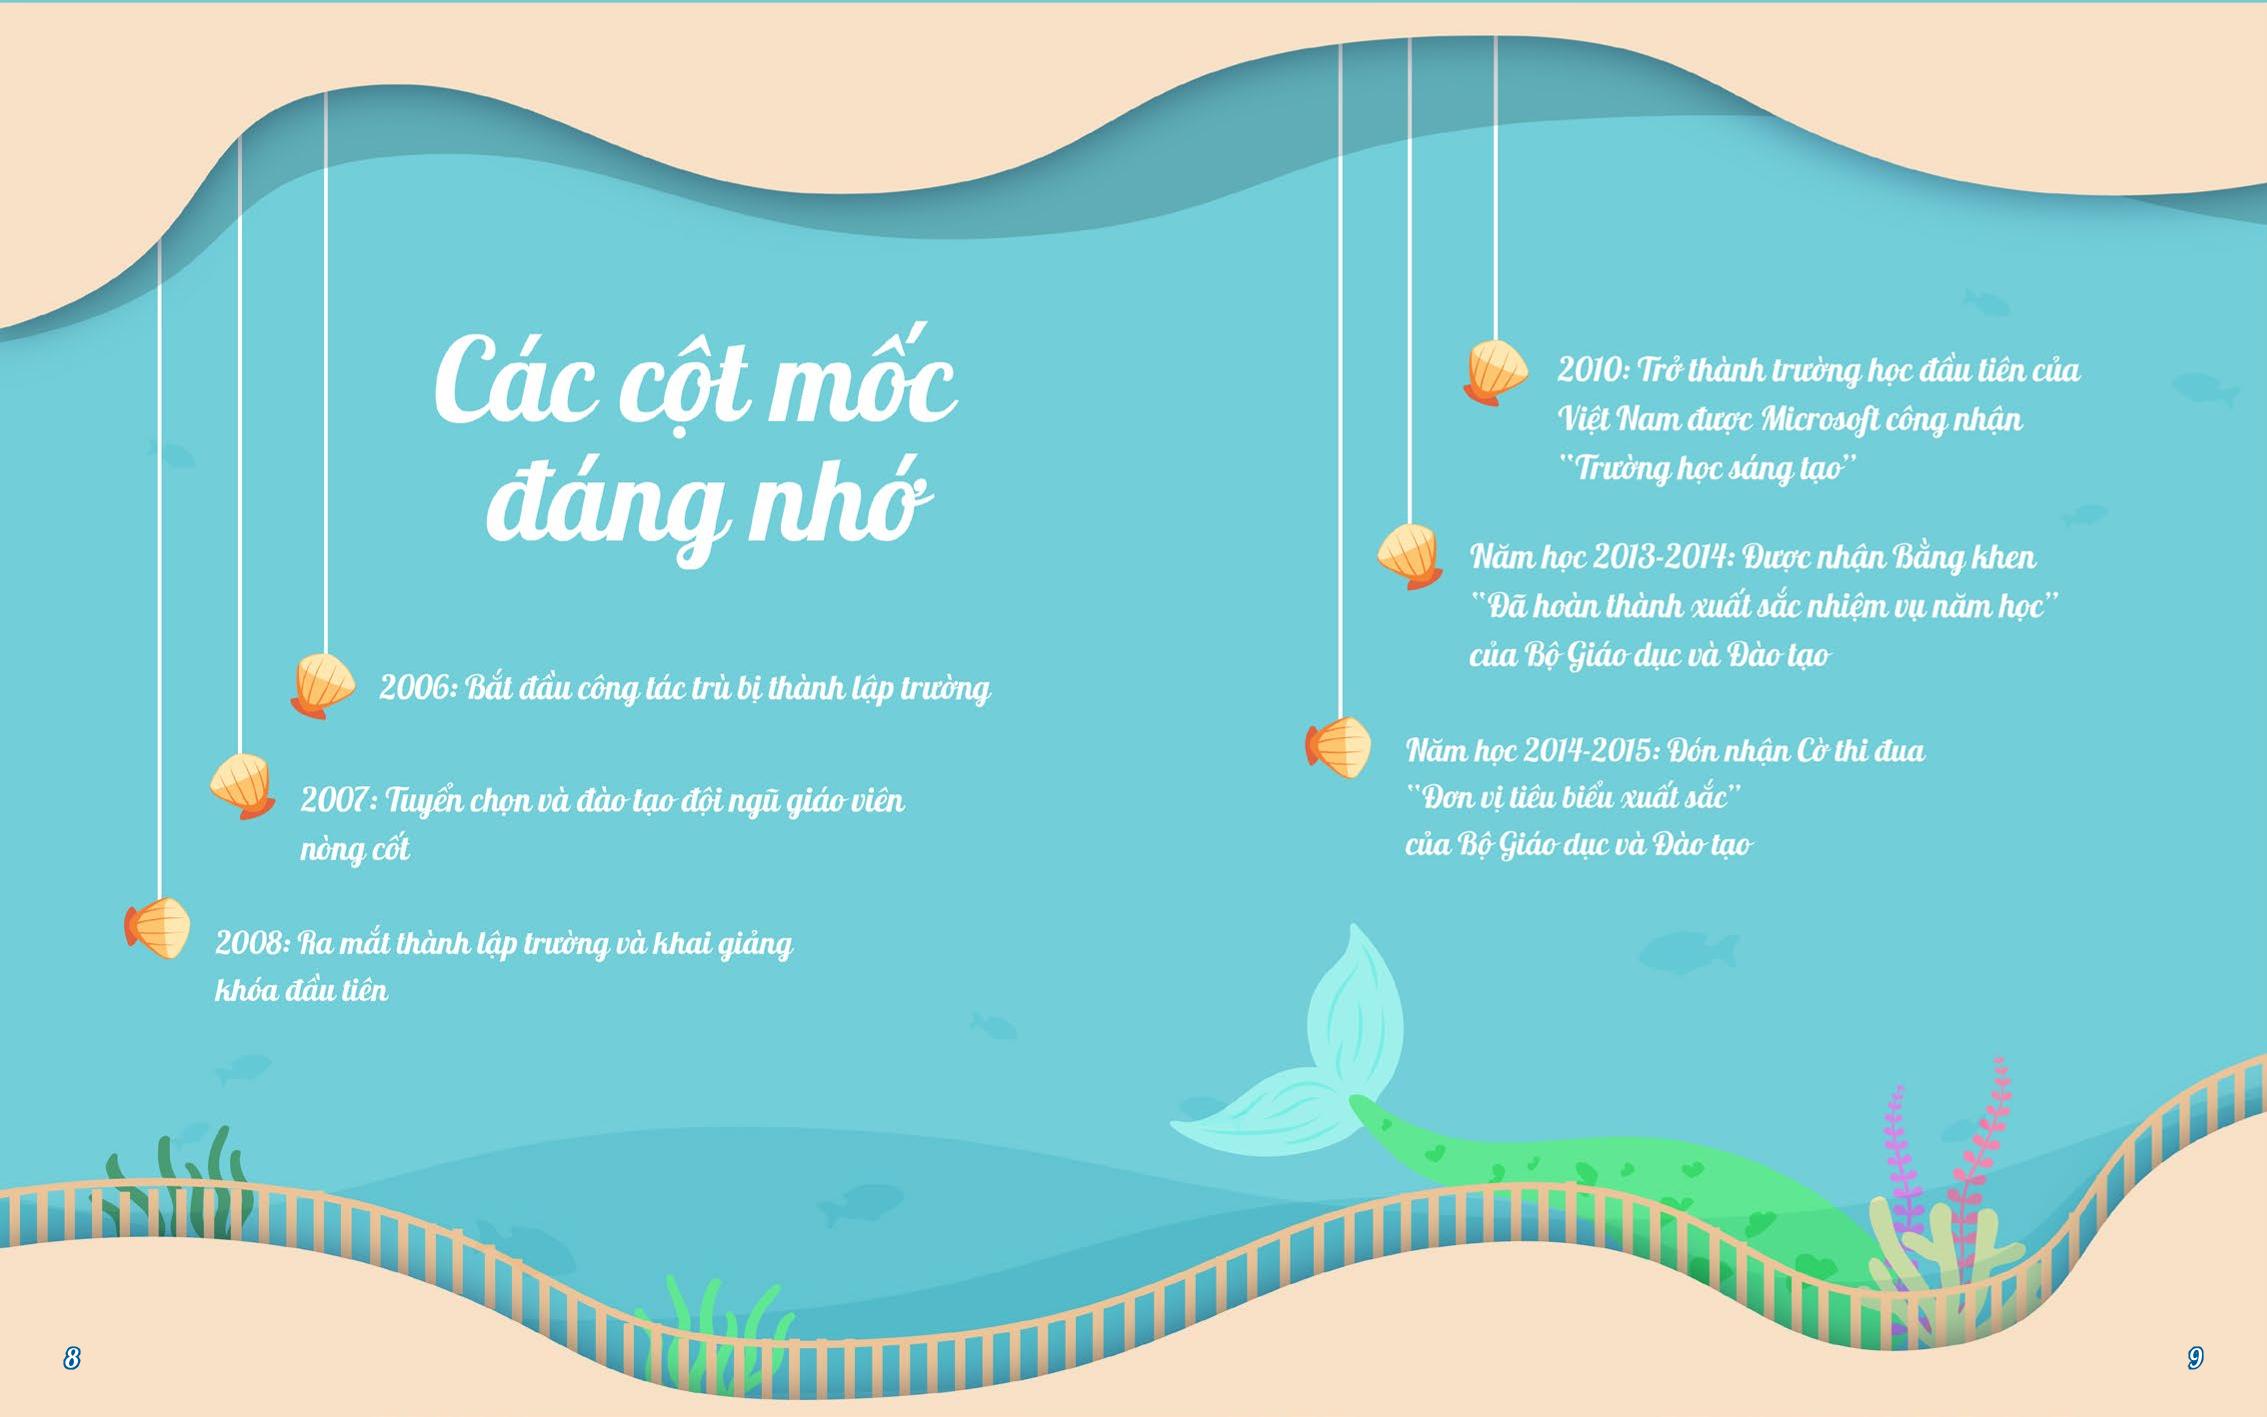 Các cột mốc
đáng nhớ
2006: Bắt đầu công tác trù bị thành lập trường
2007: Tuyển chọn và đào tạo đội ngũ giáo viên
nòng cốt
2008: Ra mắt thành lập trường và khai giảng
khóa đầu tiên
2010: Trở thành trường học đầu tiên của
Việt Nam được Microsoft công nhận
“Trường học sáng tạo”
Năm học 2013-2014: Được nhận Bằng khen
“Đã hoàn thành xuất sắc nhiệm vụ năm học”
của Bộ Giáo dục và Đào tạo
Năm học 2014-2015: Đón nhận Cờ thi đua
“Đơn vị tiêu biểu xuất sắc”
của Bộ Giáo dục và Đào tạo
8
9